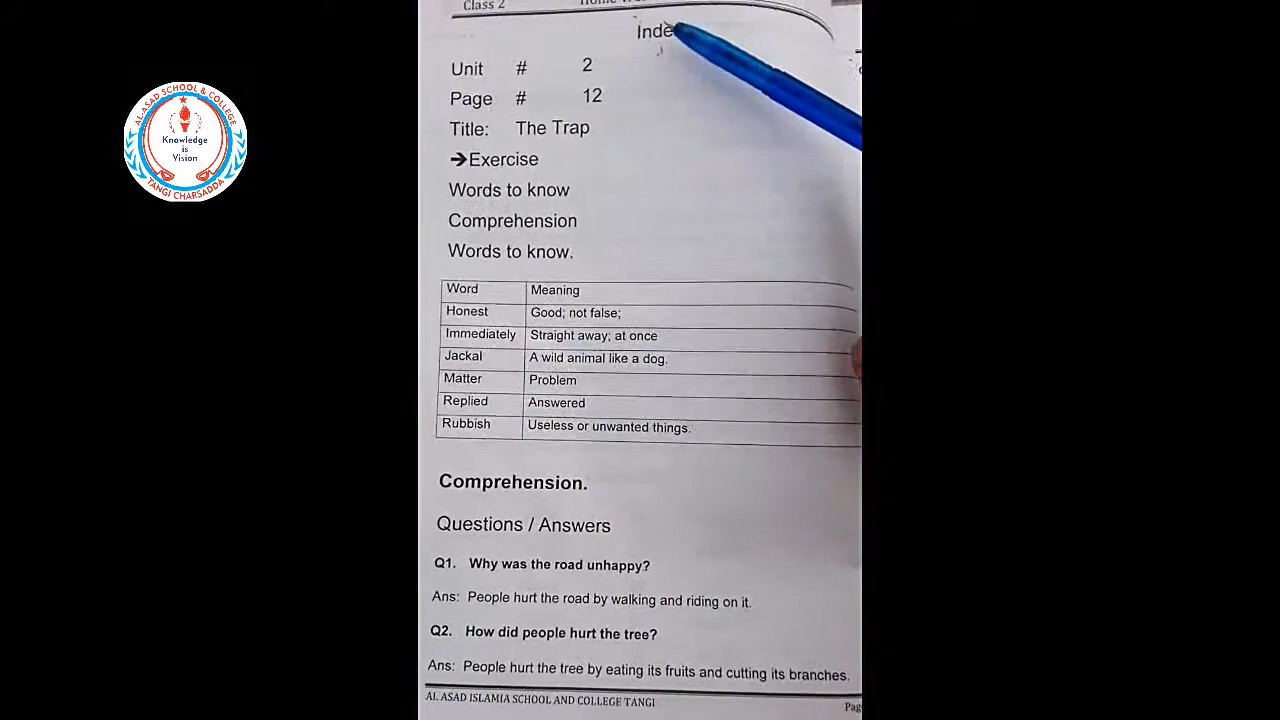 Class 2
Inde
AL-ASAD SCHOOL & COLLEGE
Knowledge
is
Vision
TANGI CHARSADDA
Unit # 2
Page # 12
Title: The Trap
➔Exercise
Words to know
Comprehension
Words to know.
Word Meaning
Honest Good; not false;
Immediately Straight away; at once
Jackal A wild animal like a dog.
Matter Problem
Replied Answered
Rubbish Useless or unwanted things.
Comprehension.
Questions / Answers
Q1. Why was the road unhappy?
Ans: People hurt the road by walking and riding on it.
Q2. How did people hurt the tree?
Ans: People hurt the tree by eating its fruits and cutting its branches.
AL ASAD ISLAMIA SCHOOL AND COLLEGE TANGI
Pag